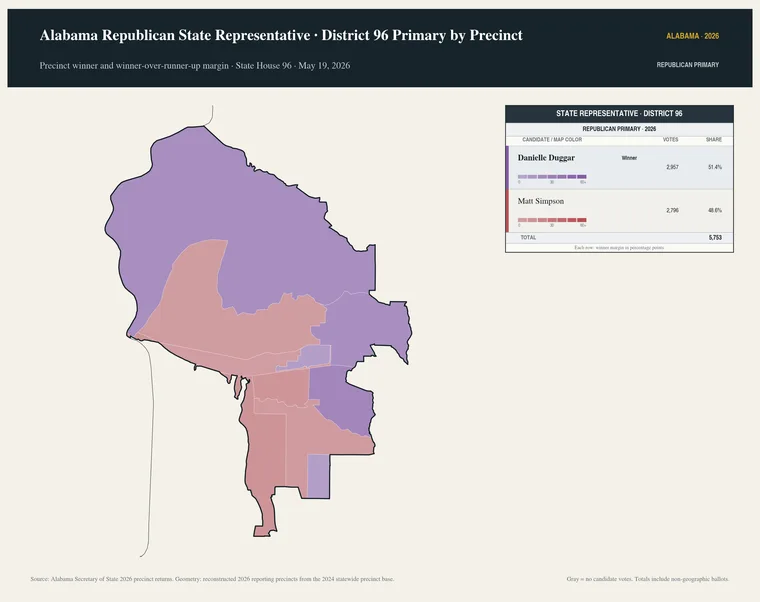 Alabama Republican State Representative · District 96 Primary by Precinct
ALABAMA · 2026
Precinct winner and winner-over-runner-up margin · State House 96 · May 19, 2026
REPUBLICAN PRIMARY
STATE REPRESENTATIVE · DISTRICT 96
REPUBLICAN PRIMARY · 2026
CANDIDATE / MAP COLOR VOTES SHARE
Danielle Duggar Winner 2,957 51.4%
Matt Simpson 2,796 48.6%
TOTAL 5,753
Each row: winner margin in percentage points
Source: Alabama Secretary of State 2026 precinct returns. Geometry: reconstructed 2026 reporting precincts from the 2024 statewide precinct base.
Gray = no candidate votes. Totals include non-geographic ballots.